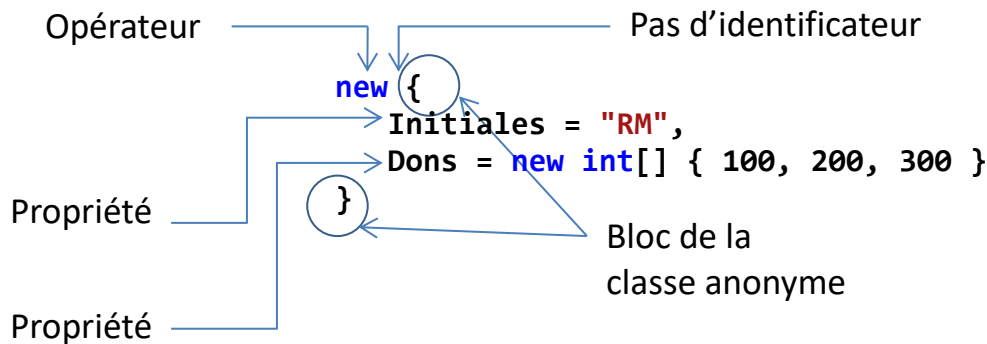 Opérateur
Pas d’identificateur
new {
Initiales = "RM",
Dons = new int[] { 100, 200, 300 }
}
Propriété
Bloc de la
classe anonyme
Propriété